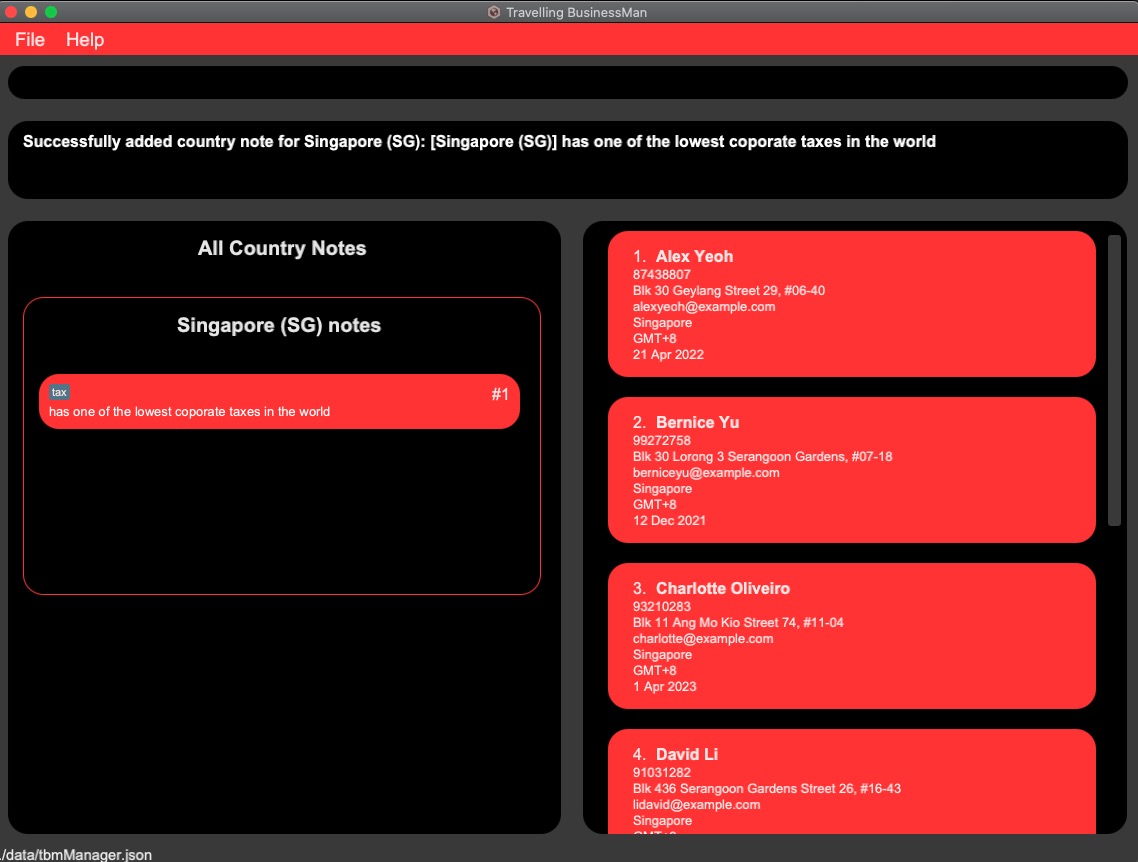 Travelling BusinessMan
File Help
Successfully added country note for Singapore (SG): [Singapore (SG)] has one of the lowest coporate taxes in the world
All Country Notes
Singapore (SG) notes
tax
#1
has one of the lowest coporate taxes in the world
1. Alex Yeoh
87438807
Blk 30 Geylang Street 29, #06-40
alexyeoh@example.com
Singapore
GMT+8
21 Apr 2022
2. Bernice Yu
99272758
Blk 30 Lorong 3 Serangoon Gardens, #07-18
berniceyu@example.com
Singapore
GMT+8
12 Dec 2021
3. Charlotte Oliveiro
93210283
Blk 11 Ang Mo Kio Street 74, #11-04
charlotte@example.com
Singapore
GMT+8
1 Apr 2023
4. David Li
91031282
Blk 436 Serangoon Gardens Street 26, #16-43
lidavid@example.com
Singapore
./data/tbmManager.json